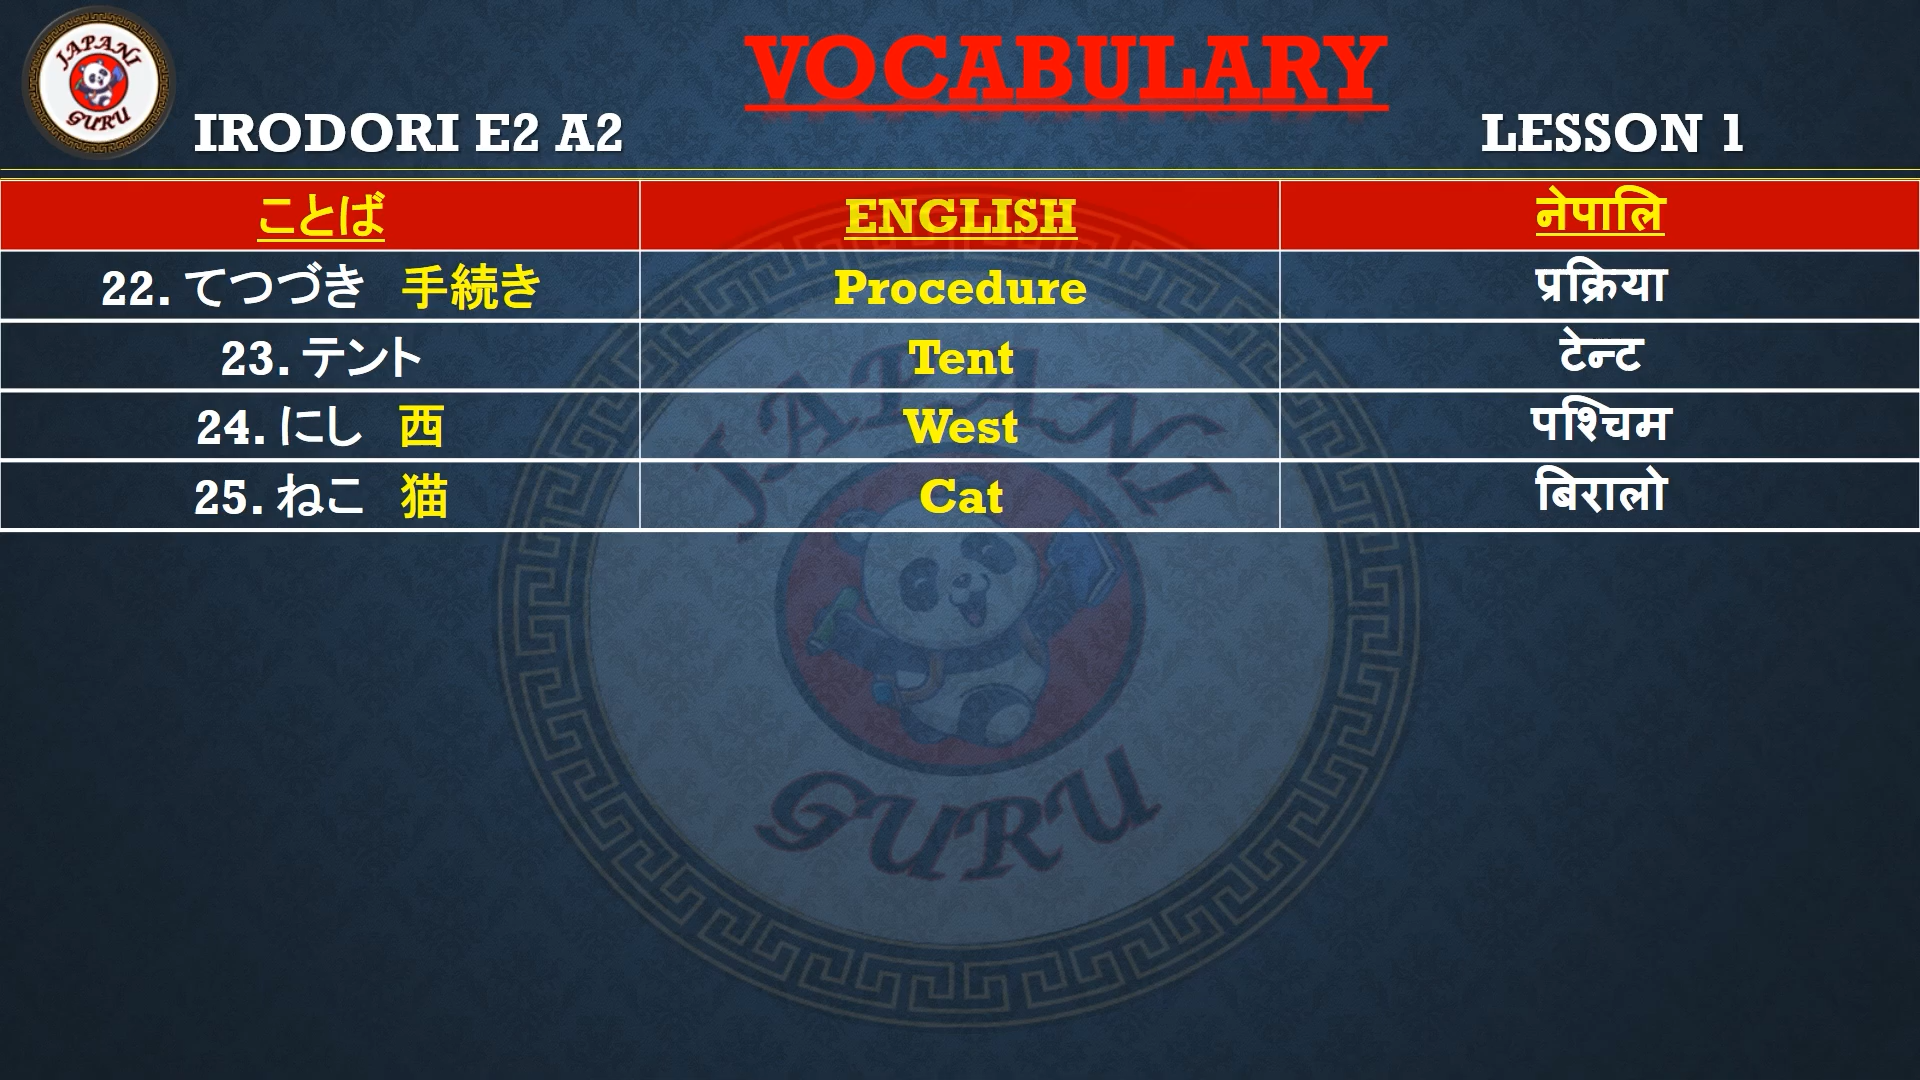 JAPANI
GURU
VOCABULARY
IRODORI E2 A2
LESSON 1
ことば ENGLISH नेपालि
22. てつづき 手続き Procedure प्रक्रिया
23. テント Tent टेन्ट
24. にし 西 West पश्चिम
25. ねこ 猫 Cat बिरालो
JAPANI
GURU